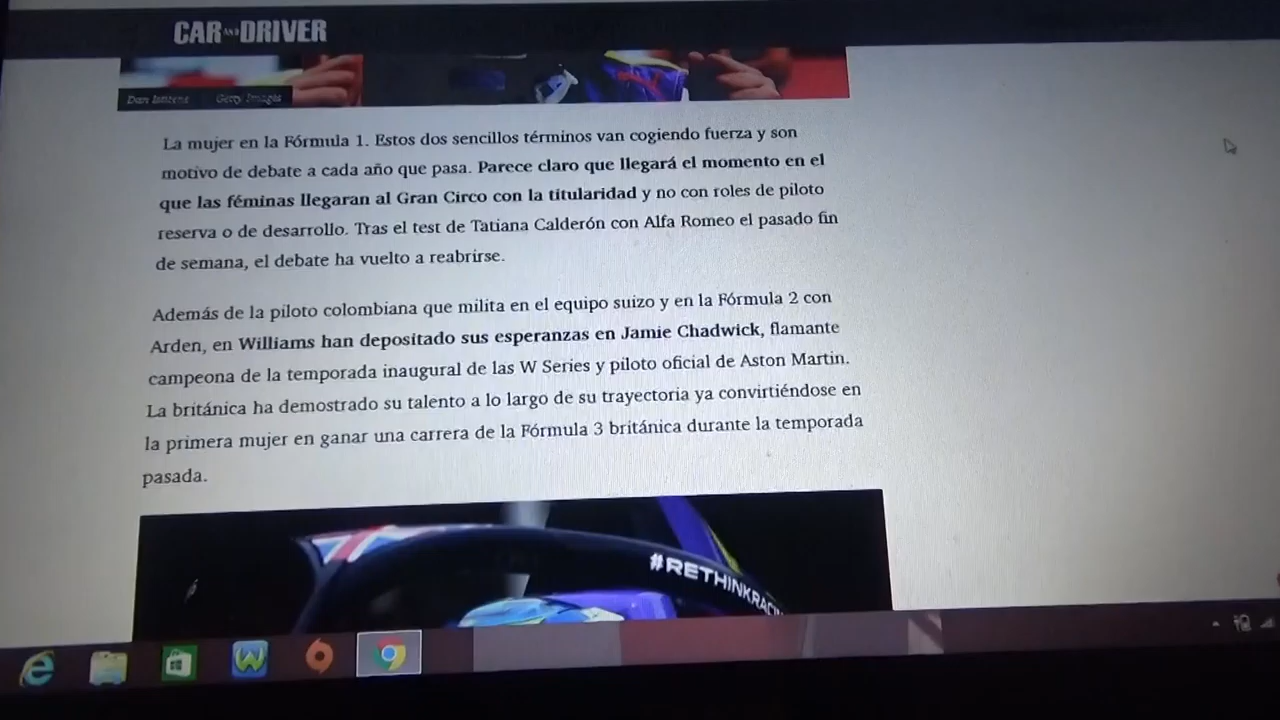 CAR AND DRIVER
Dan Istitene Getty Images
La mujer en la Fórmula 1. Estos dos sencillos términos van cogiendo fuerza y son
motivo de debate a cada año que pasa. Parece claro que llegará el momento en el
que las féminas llegaran al Gran Circo con la titularidad y no con roles de piloto
reserva o de desarrollo. Tras el test de Tatiana Calderón con Alfa Romeo el pasado fin
de semana, el debate ha vuelto a reabrirse.
Además de la piloto colombiana que milita en el equipo suizo y en la Fórmula 2 con
Arden, en Williams han depositado sus esperanzas en Jamie Chadwick, flamante
campeona de la temporada inaugural de las W Series y piloto oficial de Aston Martin.
La británica ha demostrado su talento a lo largo de su trayectoria ya convirtiéndose en
la primera mujer en ganar una carrera de la Fórmula 3 británica durante la temporada
pasada.
#RETHINKRACIN